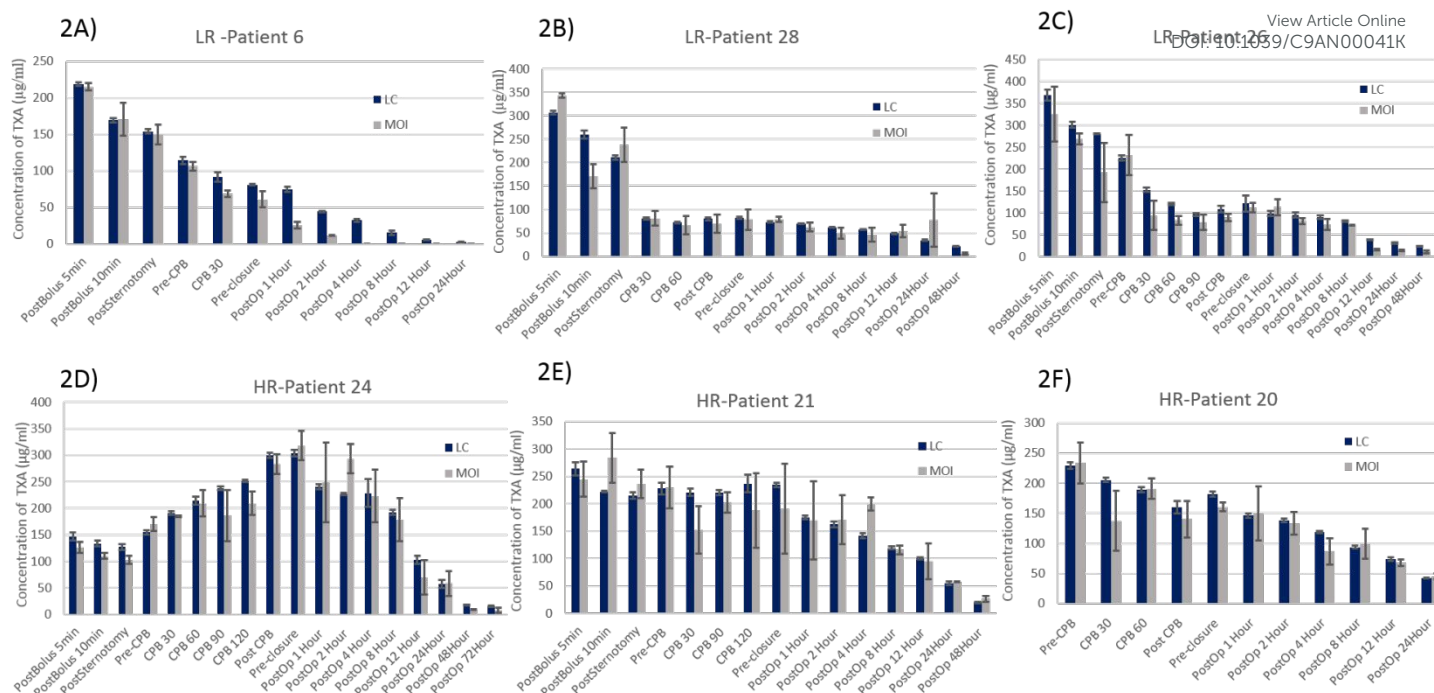 View Article Online
DOI: 10.1039/C9AN00041K
2A)
LR -Patient 6
Concentration of TXA (µg/ml)
250
200
150
100
50
0
LC
MOI
PostBolus 5min
PostBolus 10min
PostSternotomy
Pre-CPB
CPB 30
Pre-closure
PostOp 1 Hour
PostOp 2 Hour
PostOp 4 Hour
PostOp 8 Hour
PostOp 12 Hour
PostOp 24Hour
2B)
LR-Patient 28
Concentration of TXA (µg/ml)
400
350
300
250
200
150
100
50
0
LC
MOI
PostBolus 5min
PostBolus 10min
PostSternotomy
CPB 30
CPB 60
Post CPB
Pre-closure
PostOp 1 Hour
PostOp 2 Hour
PostOp 4 Hour
PostOp 8 Hour
PostOp 12 Hour
PostOp 24Hour
PostOp 48Hour
2C)
LR-Patient 26
Concentration of TXA (µg/ml)
450
400
350
300
250
200
150
100
50
0
LC
MOI
PostBolus 5min
PostBolus 10min
PostSternotomy
Pre-CPB
CPB 30
CPB 60
CPB 90
Post CPB
Pre-closure
PostOp 1 Hour
PostOp 2 Hour
PostOp 4 Hour
PostOp 8 Hour
PostOp 12 Hour
PostOp 24Hour
PostOp 48Hour
2D)
HR-Patient 24
Concentration of TXA (µg/ml)
400
350
300
250
200
150
100
50
0
LC
MOI
PostBolus 5min
PostBolus 10min
PostSternotomy
Pre-CPB
CPB 30
CPB 60
CPB 90
CPB 120
Post CPB
Pre-closure
PostOp 1 Hour
PostOp 2 Hour
PostOp 4 Hour
PostOp 8 Hour
PostOp 12 Hour
PostOp 24Hour
PostOp 48Hour
PostOp 72Hour
2E)
HR-Patient 21
Concentration of TXA (µg/ml)
350
300
250
200
150
100
50
0
LC
MOI
PostBolus 5min
PostBolus 10min
PostSternotomy
Pre-CPB
CPB 30
CPB 90
CPB 120
Post CPB
Pre-closure
PostOp 1 Hour
PostOp 2 Hour
PostOp 4 Hour
PostOp 8 Hour
PostOp 12 Hour
PostOp 24Hour
PostOp 48Hour
2F)
HR-Patient 20
Concentration of TXA (µg/ml)
300
250
200
150
100
50
0
LC
MOI
Pre-CPB
CPB 30
CPB 60
Post CPB
Pre-closure
PostOp 1 Hour
PostOp 2 Hour
PostOp 4 Hour
PostOp 8 Hour
PostOp 12 Hour
PostOp 24Hour